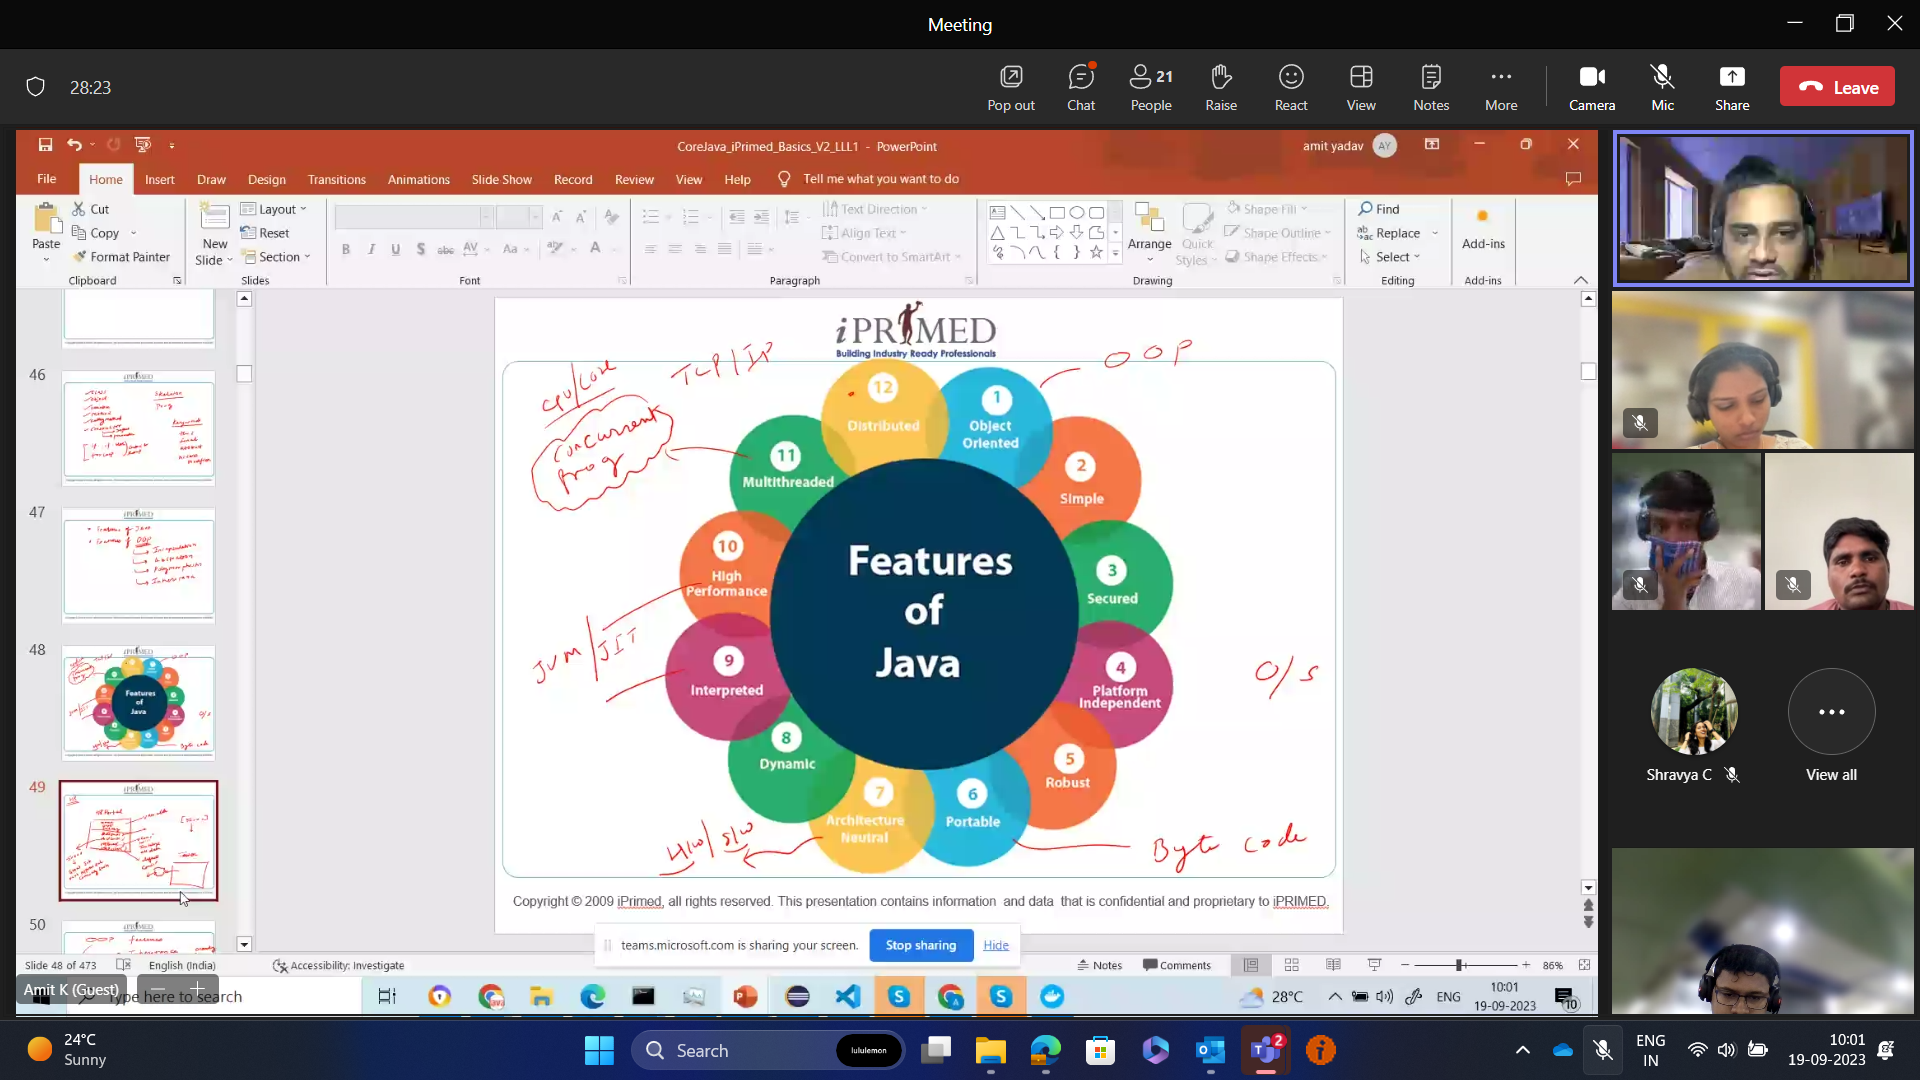 Meeting
28:23
Pop out
Chat
People
21
Raise
React
View
Notes
More
Camera
Mic
Share
Leave
CoreJava_iPrimed_Basics_V2_LLL1 - PowerPoint
amit yadav
AY
File
Home
Insert
Draw
Design
Transitions
Animations
Slide Show
Record
Review
View
Help
Tell me what you want to do
Paste
Cut
Copy
Format Painter
Clipboard
New Slide
Layout
Reset
Section
Slides
Font
Text Direction
Align Text
Convert to SmartArt
Paragraph
Arrange
Quick Styles
Shape Fill
Shape Outline
Shape Effects
Drawing
Find
Replace
Select
Editing
Add-ins
Add-ins
46
47
48
49
50
iPRIMED
Building Industry Ready Professionals
CPU/Core
TCP/IP
OOP
Concurrent
Prog
JVM/JIT
O/S
H/W/S/W
Byte code
Features
of
Java
1
Object
Oriented
2
Simple
3
Secured
4
Platform
Independent
5
Robust
6
Portable
7
Architecture
Neutral
8
Dynamic
9
Interpreted
10
High
Performance
11
Multithreaded
12
Distributed
Copyright © 2009 iPrimed, all rights reserved. This presentation contains information and data that is confidential and proprietary to iPRIMED.
teams.microsoft.com is sharing your screen.
Stop sharing
Hide
Slide 48 of 473
English (India)
Accessibility: Investigate
Notes
Comments
86%
Amit K (Guest)
Type here to search
28°C
ENG
10:01
19-09-2023
10
Shravya C
View all
24°C
Sunny
Search
lululemon
2
ENG
IN
10:01
19-09-2023